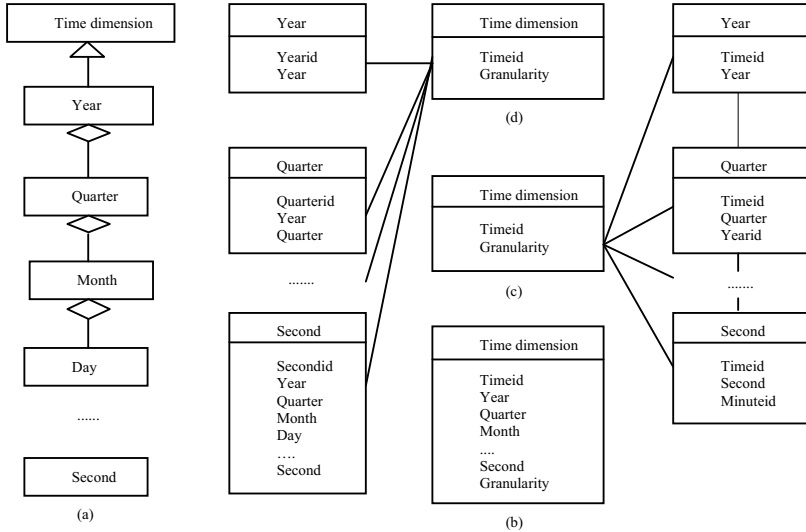 Time dimension
Year
Quarter
Month
Day
......
Second
(a)
Year
Yearid
Year
Quarter
Quarterid
Year
Quarter
.......
Second
Secondid
Year
Quarter
Month
Day
....
Second
Time dimension
Timeid
Granularity
(d)
Time dimension
Timeid
Granularity
(c)
Time dimension
Timeid
Year
Quarter
Month
....
Second
Granularity
(b)
Year
Timeid
Year
Quarter
Timeid
Quarter
Yearid
.......
Second
Timeid
Second
Minuteid